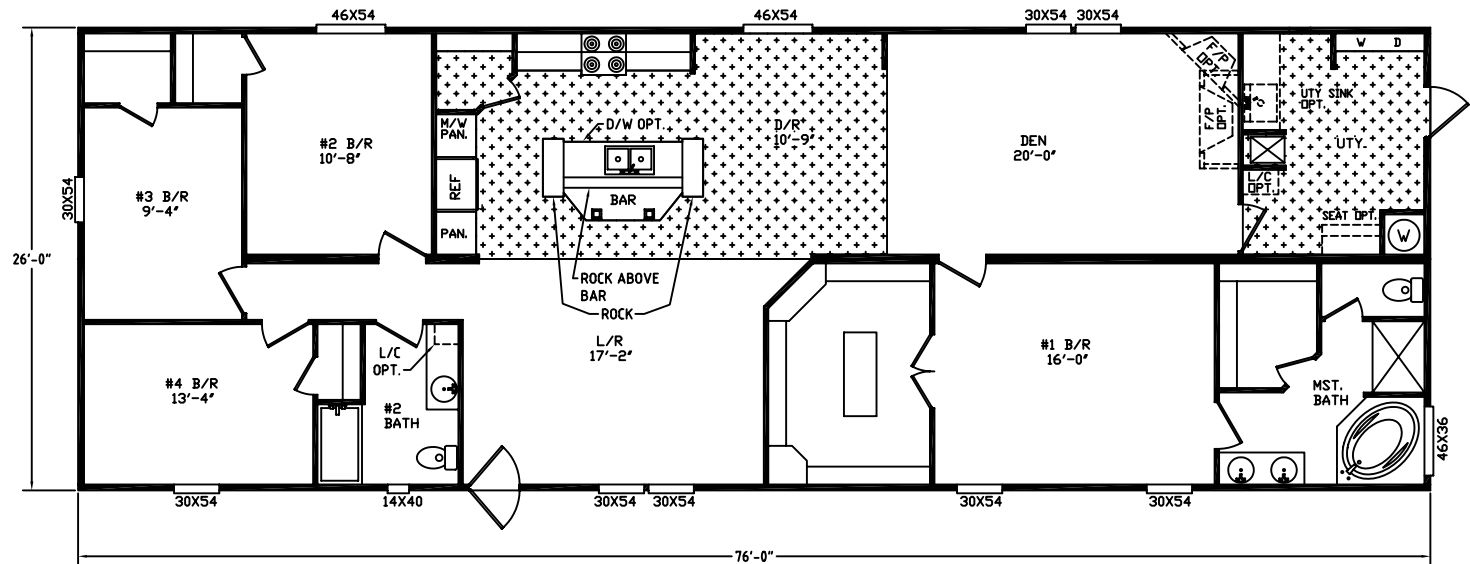 46X54
46X54
30X54
30X54
W D
F/P
OPT.
F/P
OPT.
UTY SINK
OPT.
M/W
PAN.
D/W OPT.
D/R
10'-9"
#2 B/R
10'-8"
DEN
20'-0"
UTY.
30X54
#3 B/R
9'-4"
REF
BAR
L/C
OPT.
PAN.
SEAT OPT.
W
26'-0"
ROCK ABOVE
BAR
ROCK
L/R
17'-2"
#1 B/R
16'-0"
L/C
OPT.
#4 B/R
13'-4"
#2
BATH
MST.
BATH
46X36
30X54
14X40
30X54
30X54
30X54
30X54
76'-0"